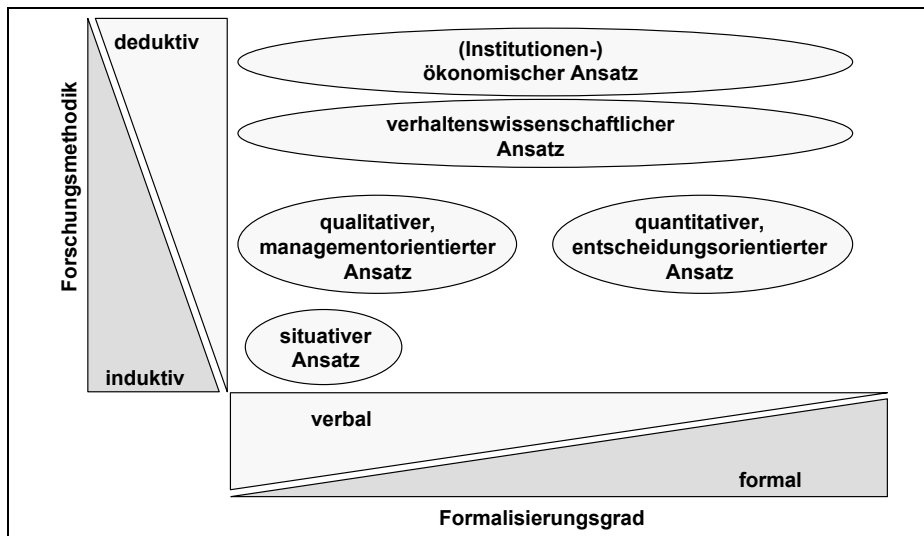 Forschungsmethodik
deduktiv
induktiv
(Institutionen-)
ökonomischer Ansatz
verhaltenswissenschaftlicher
Ansatz
qualitativer,
managementorientierter
Ansatz
quantitativer,
entscheidungsorientierter
Ansatz
situativer
Ansatz
verbal
formal
Formalisierungsgrad